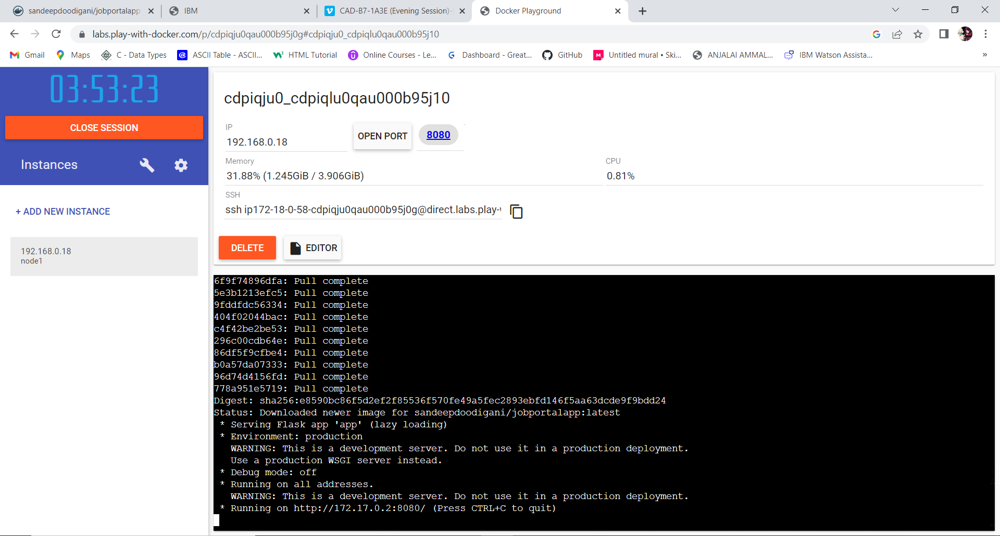 sandeepdoodigani/jobportalapp
IBM
CAD-B7-1A3E (Evening Session)-
Docker Playground
labs.play-with-docker.com/p/cdpiqju0qau000b95j0g#cdpiqju0_cdpiqlu0qau000b95j10
Gmail
Maps
C - Data Types
ASCII Table - ASCII...
HTML Tutorial
Online Courses - Le...
Dashboard - Great...
GitHub
Untitled mural • Ski...
ANJALAI AMMAL...
IBM Watson Assista...
»
03:53:23
CLOSE SESSION
Instances
+ ADD NEW INSTANCE
192.168.0.18
node1
cdpiqju0_cdpiqlu0qau000b95j10
IP
192.168.0.18
OPEN PORT
8080
Memory
31.88% (1.245GiB / 3.906GiB)
CPU
0.81%
SSH
ssh ip172-18-0-58-cdpiqju0qau000b95j0g@direct.labs.play-
DELETE
EDITOR
6f9f74896dfa: Pull complete
5e3b1213efc5: Pull complete
9fddfdc56334: Pull complete
404f02044bac: Pull complete
c4f42be2be53: Pull complete
296c00cdb64e: Pull complete
86df5f9cfbe4: Pull complete
b0a57da07333: Pull complete
96d74d4156fd: Pull complete
778a951e5719: Pull complete
Digest: sha256:e8590bc86f5d2ef2f85536f570fe49a5fec2893ebfd146f5aa63dcde9f9bdd24
Status: Downloaded newer image for sandeepdoodigani/jobportalapp:latest
* Serving Flask app 'app' (lazy loading)
* Environment: production
WARNING: This is a development server. Do not use it in a production deployment.
Use a production WSGI server instead.
* Debug mode: off
* Running on all addresses.
WARNING: This is a development server. Do not use it in a production deployment.
* Running on http://172.17.0.2:8080/ (Press CTRL+C to quit)